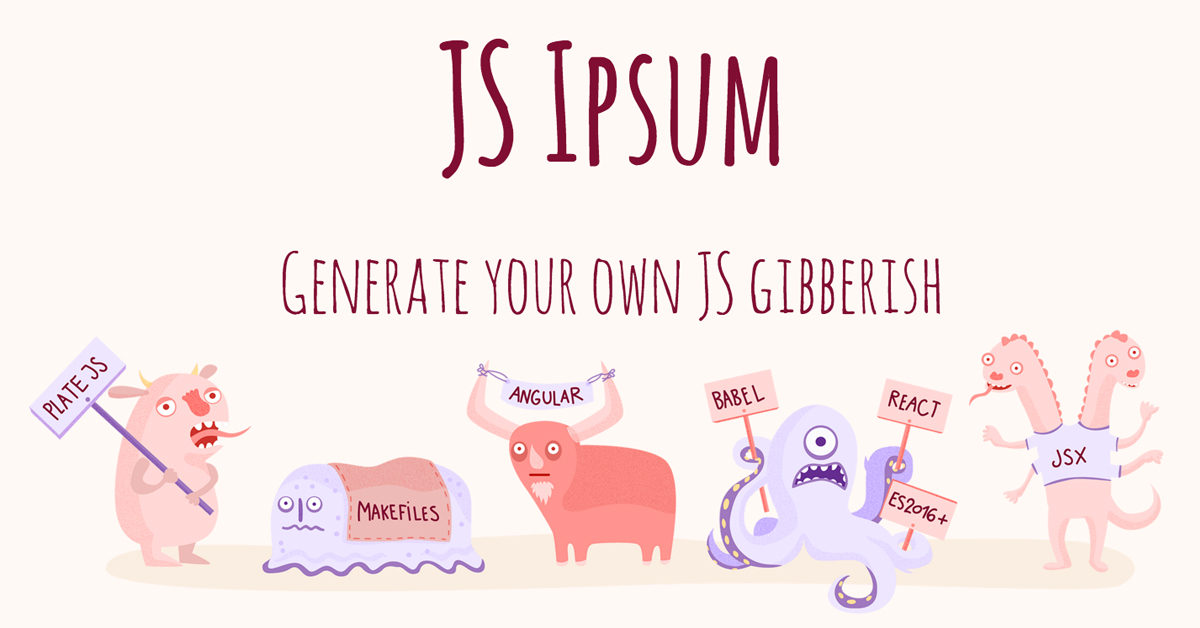 JS Ipsum
Generate your own JS gibberish
PLATE JS
MAKEFILES
ANGULAR
BABEL
REACT
ES2016+
JSX